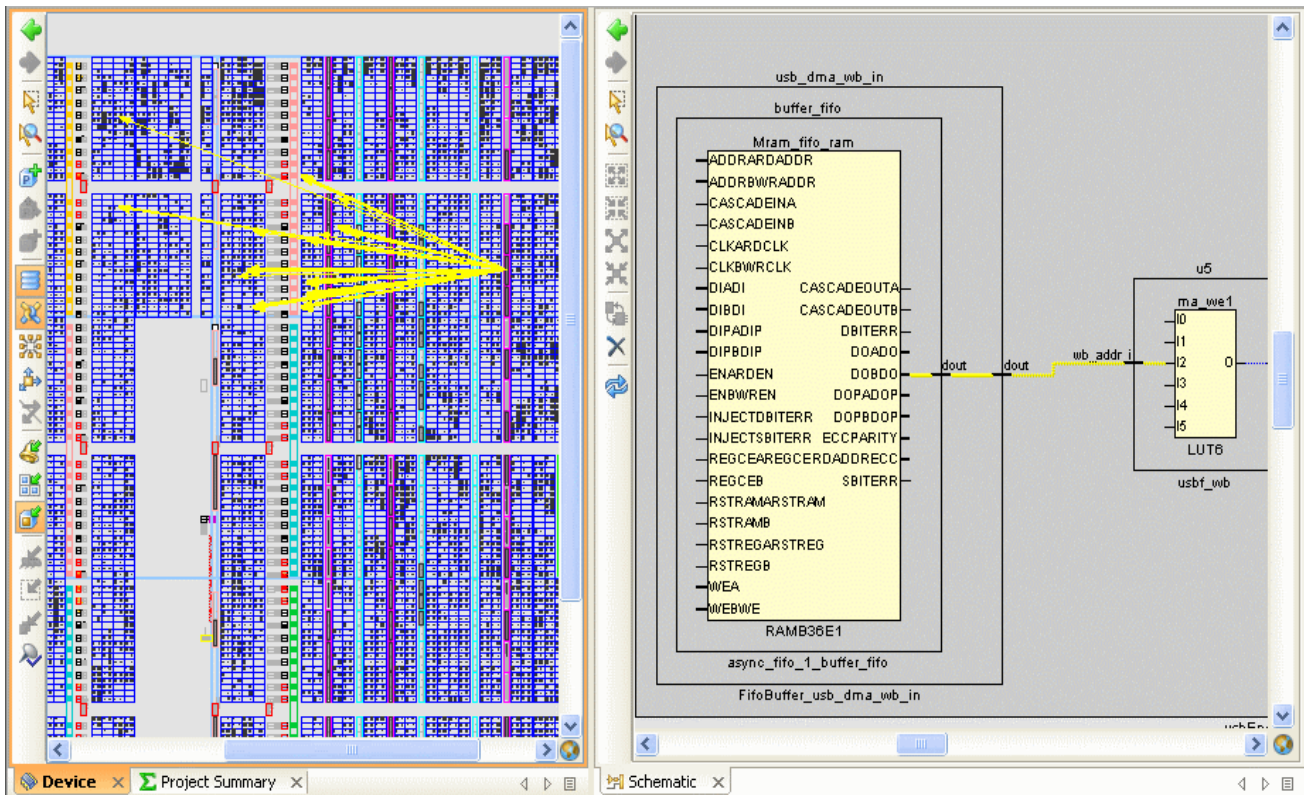 usb_dma_wb_in
buffer_fifo
Mram_fifo_ram
ADDRARDADDR
ADDRBWRADDR
CASCADEINA
CASCADEINB
CLKARDCLK
CLKBWRCLK
DIADI CASCADEOUTA
DIBDI CASCADEOUTB
DIPADIP DBITERR
DIPBDIP DOADO
ENARDEN DOBDO
ENBWREN DOPADOP
INJECTDBITERR DOPBDOP
INJECTSBITERR ECCPARITY
REGCEAREGCERDADDRECC
REGCEB SBITERR
RSTRAMARSTRAM
RSTRAMB
RSTREGARSTREG
RSTREGB
WEA
WEBWE
RAMB36E1
async_fifo_1_buffer_fifo
FifoBuffer_usb_dma_wb_in
dout
dout
wb_addr_i
u5
ma_we1
I0
I1
I2 O
I3
I4
I5
LUT6
usbf_wb
Device
Project Summary
Schematic